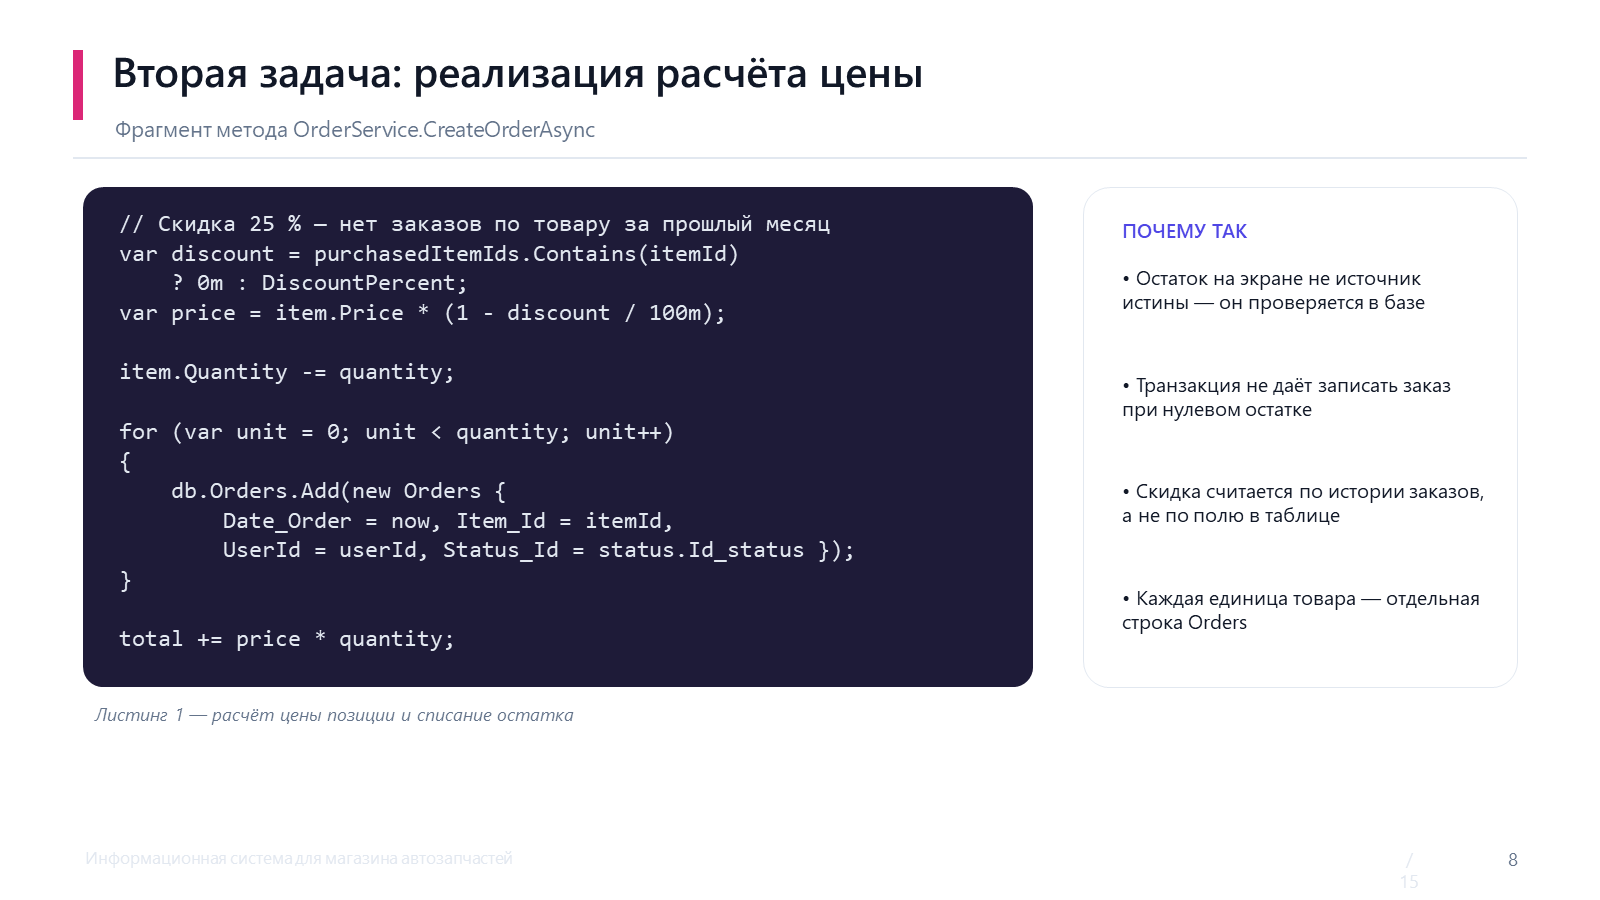 Вторая задача: реализация расчёта цены
Фрагмент метода OrderService.CreateOrderAsync
// Скидка 25 % — нет заказов по товару за прошлый месяц
var discount = purchasedItemIds.Contains(itemId)
    ? 0m : DiscountPercent;
var price = item.Price * (1 - discount / 100m);
item.Quantity -= quantity;
for (var unit = 0; unit < quantity; unit++)
{
    db.Orders.Add(new Orders {
        Date_Order = now, Item_Id = itemId,
        UserId = userId, Status_Id = status.Id_status });
}
total += price * quantity;
Листинг 1 — расчёт цены позиции и списание остатка
ПОЧЕМУ ТАК
• Остаток на экране не источник
истины — он проверяется в базе
• Транзакция не даёт записать заказ
при нулевом остатке
• Скидка считается по истории заказов,
а не по полю в таблице
• Каждая единица товара — отдельная
строка Orders
Информационная система для магазина автозапчастей
/
15
8